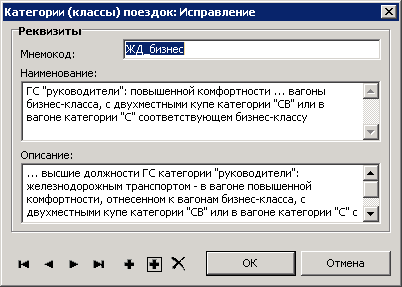 Категории (классы) поездок: Исправление
Реквизиты
Мнемокод:
ЖД_бизнес
Наименование:
ГС "руководители": повышенной комфортности ... вагоны
бизнес-класса, с двухместными купе категории "СВ" или в
вагоне категории "С" соответствующем бизнес-классу
Описание:
... высшие должности ГС категории "руководители":
железнодорожным транспортом - в вагоне повышенной
комфортности, отнесенном к вагонам бизнес-класса, с
двухместными купе категории "СВ" или в вагоне категории "С" с
ОК
Отмена